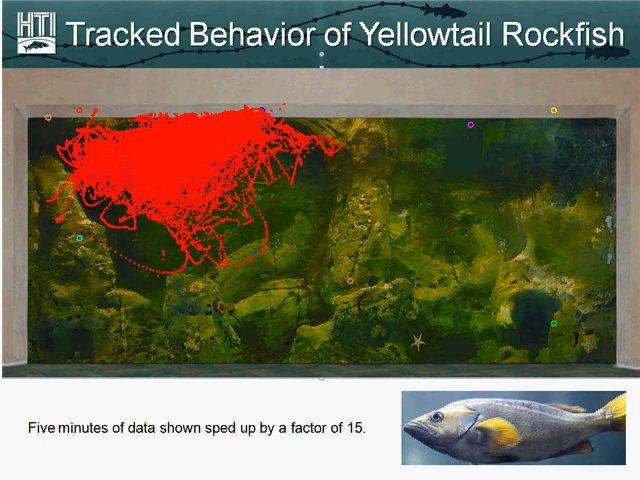 HTI
Tracked Behavior of Yellowtail Rockfish
Five minutes of data shown sped up by a factor of 15.